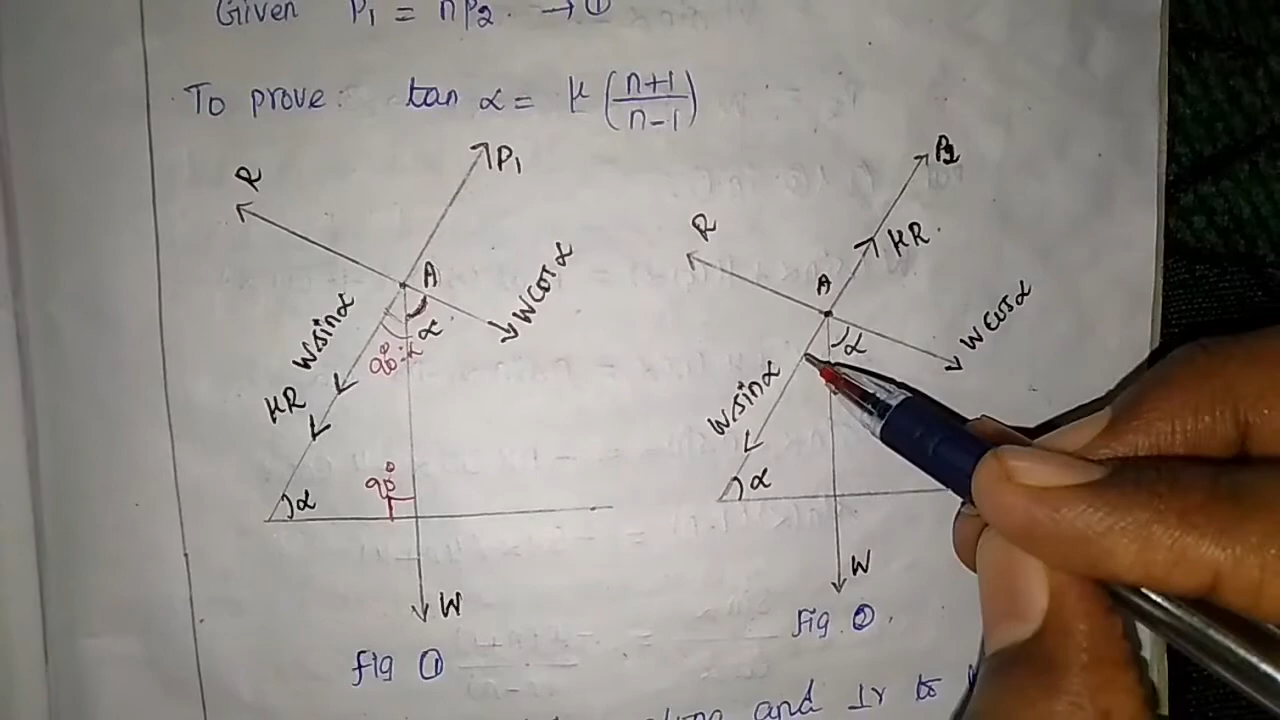 Given P₁ = nP₂. → ①
To prove: tan α = μ (n+1 / n-1)
P₁
R
A
W cos α
α
90°-α
W sin α
μR
90°
α
W
fig ①
P₂
μR.
R
A
W cos α
α
W sin α
α
W
fig. ②.
and ⊥r to